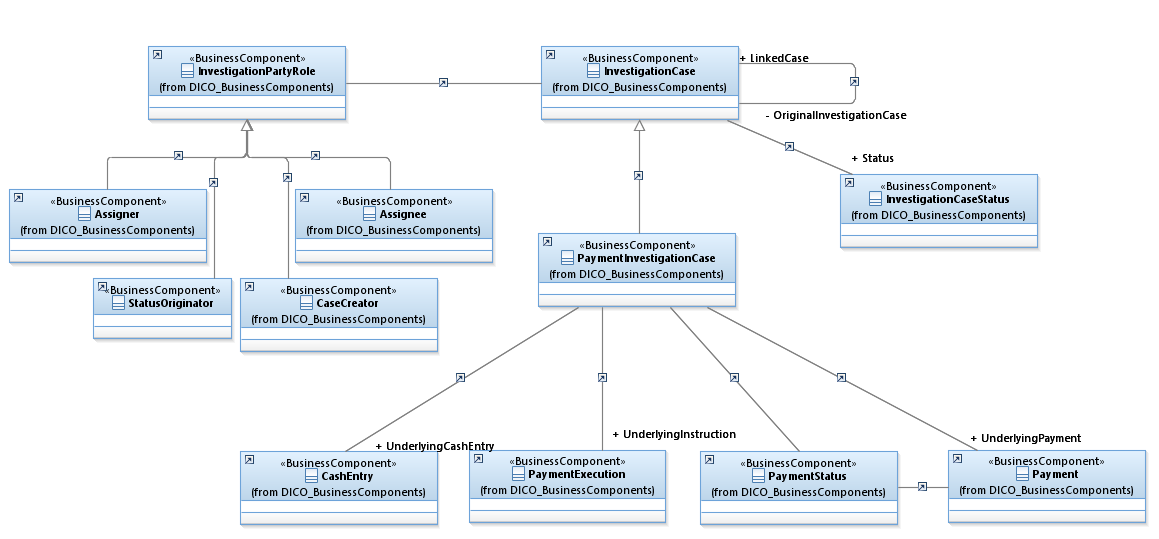 «BusinessComponent»
InvestigationPartyRole
(from DICO_BusinessComponents)
«BusinessComponent»
InvestigationCase
(from DICO_BusinessComponents)
+ LinkedCase
- OriginalInvestigationCase
+ Status
«BusinessComponent»
InvestigationCaseStatus
(from DICO_BusinessComponents)
«BusinessComponent»
Assigner
(from DICO_BusinessComponents)
«BusinessComponent»
Assignee
(from DICO_BusinessComponents)
«BusinessComponent»
PaymentInvestigationCase
(from DICO_BusinessComponents)
«BusinessComponent»
StatusOriginator
«BusinessComponent»
CaseCreator
(from DICO_BusinessComponents)
+ UnderlyingCashEntry
+ UnderlyingInstruction
+ UnderlyingPayment
«BusinessComponent»
CashEntry
(from DICO_BusinessComponents)
«BusinessComponent»
PaymentExecution
(from DICO_BusinessComponents)
«BusinessComponent»
PaymentStatus
(from DICO_BusinessComponents)
«BusinessComponent»
Payment
(from DICO_BusinessComponents)